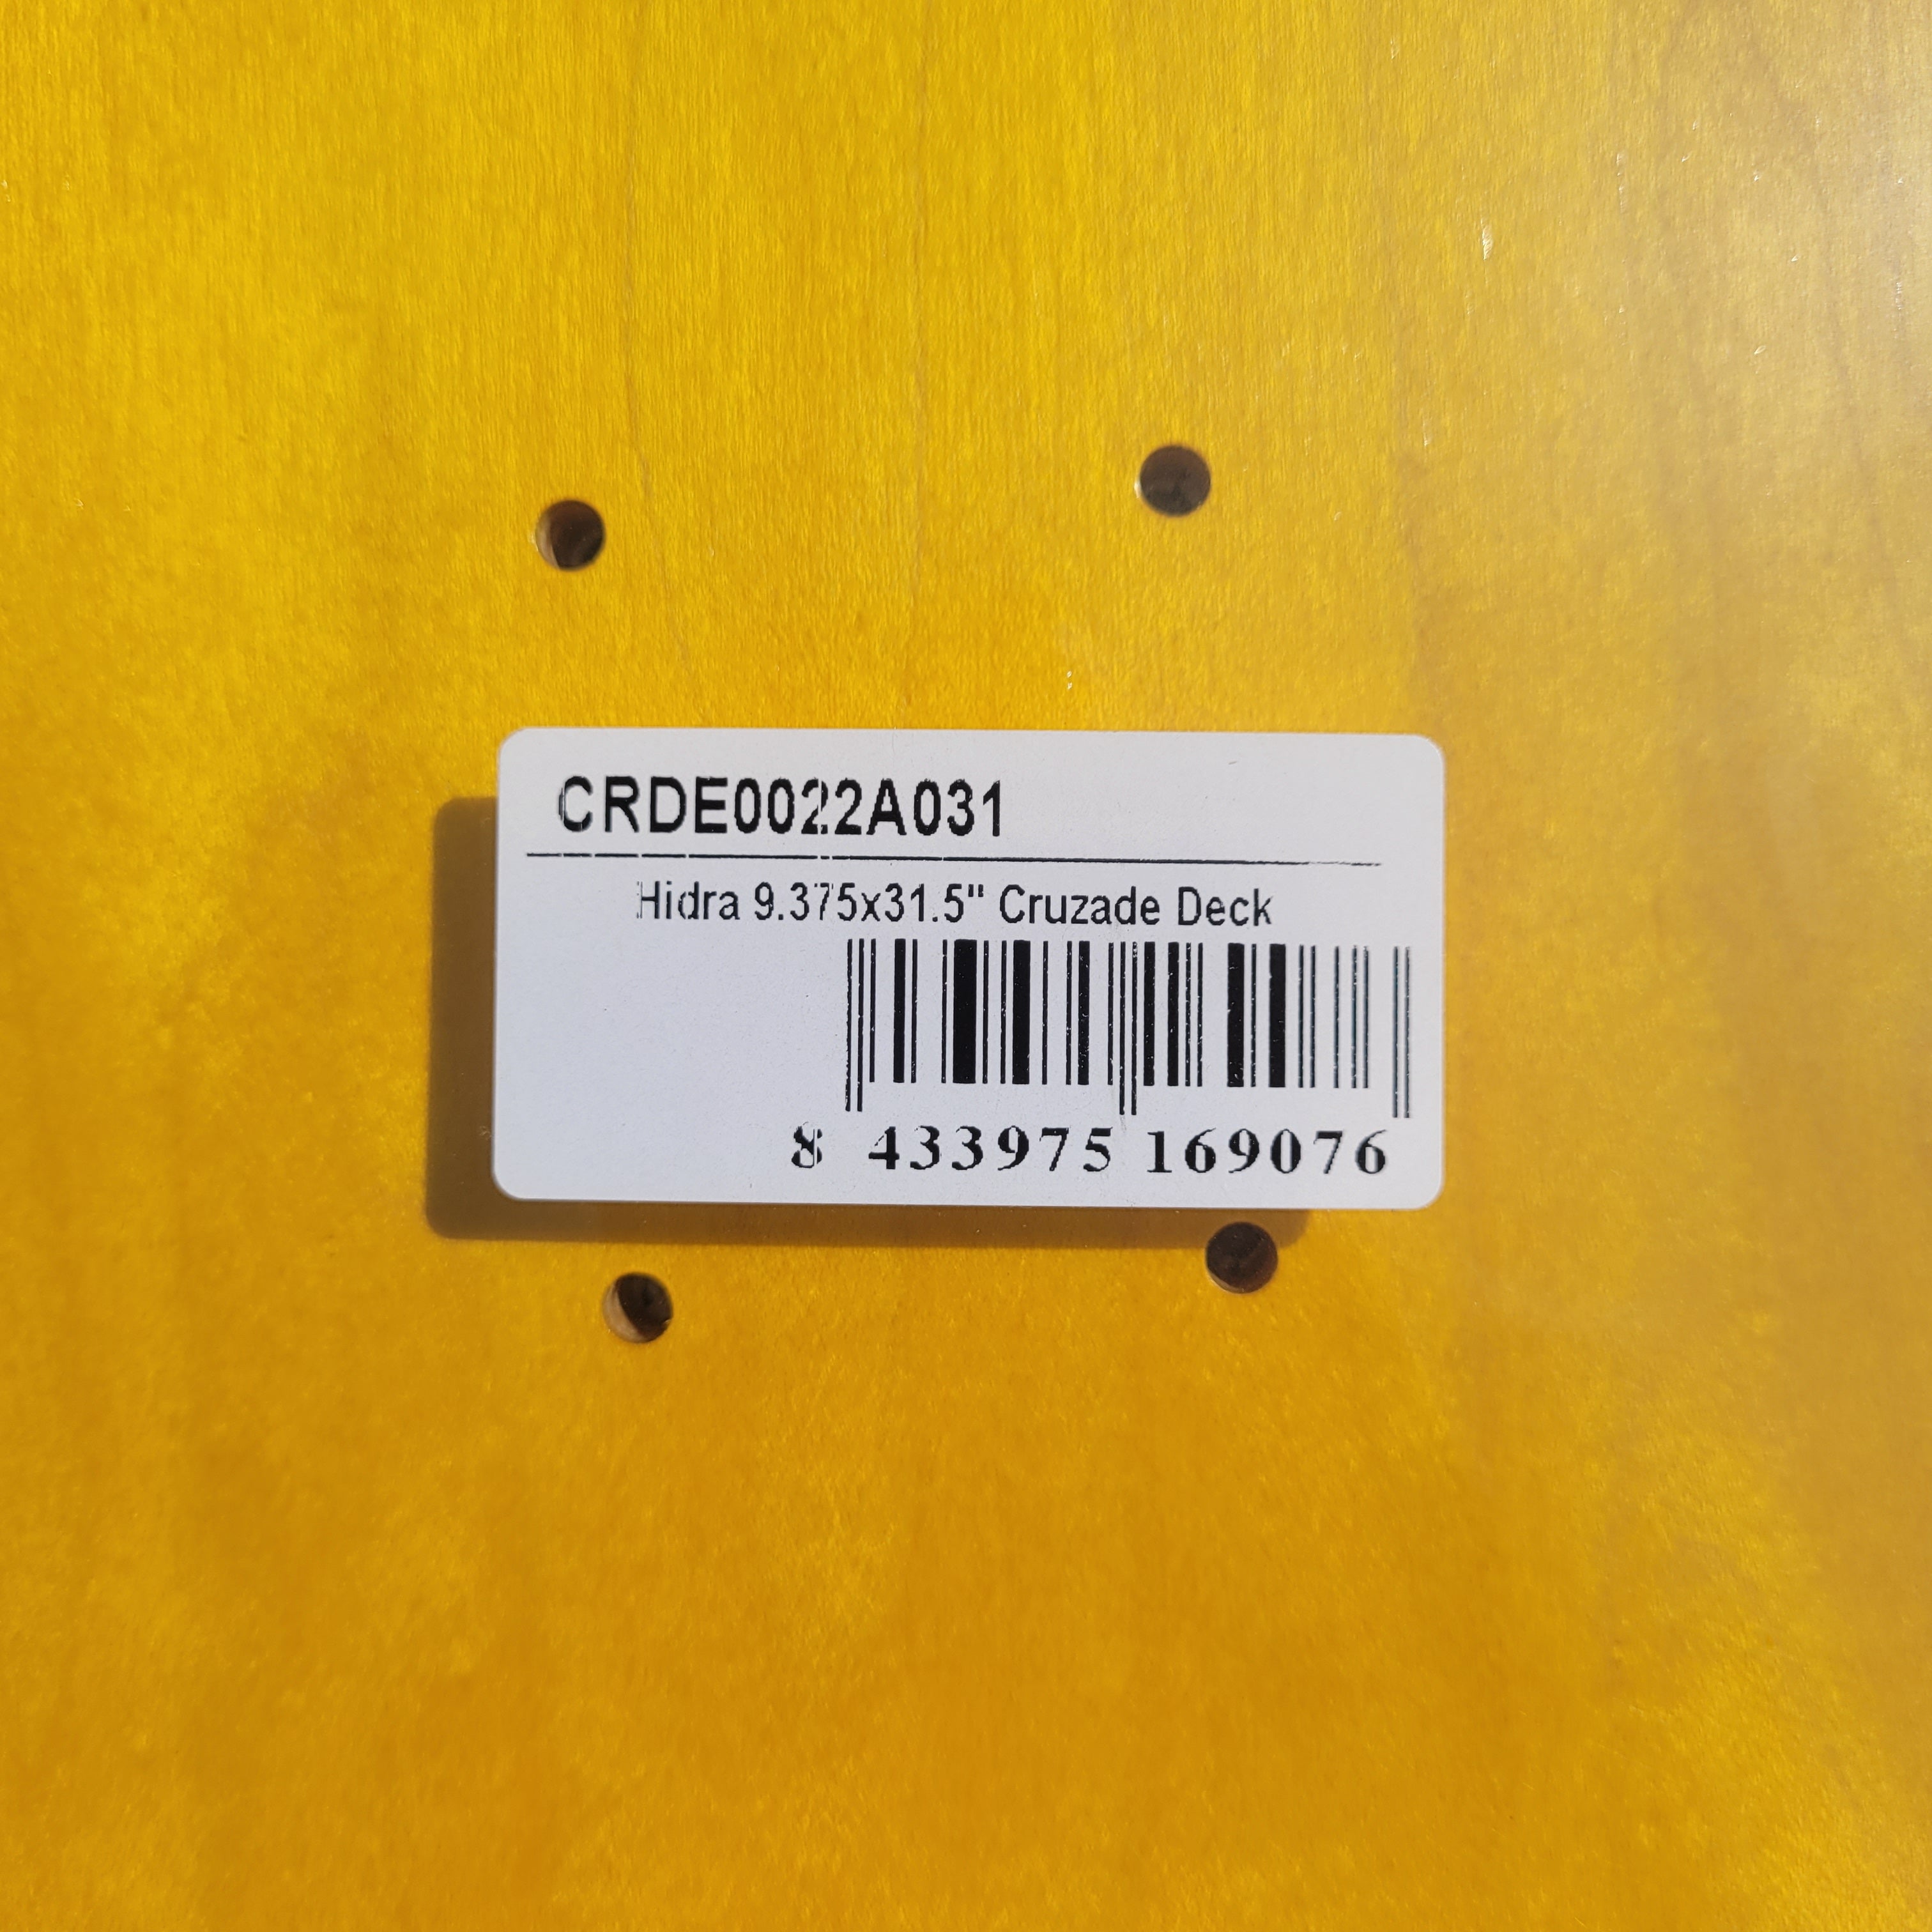 CRDE0022A031
Hidra 9.375x31.5" Cruzade Deck
8 433975 169076